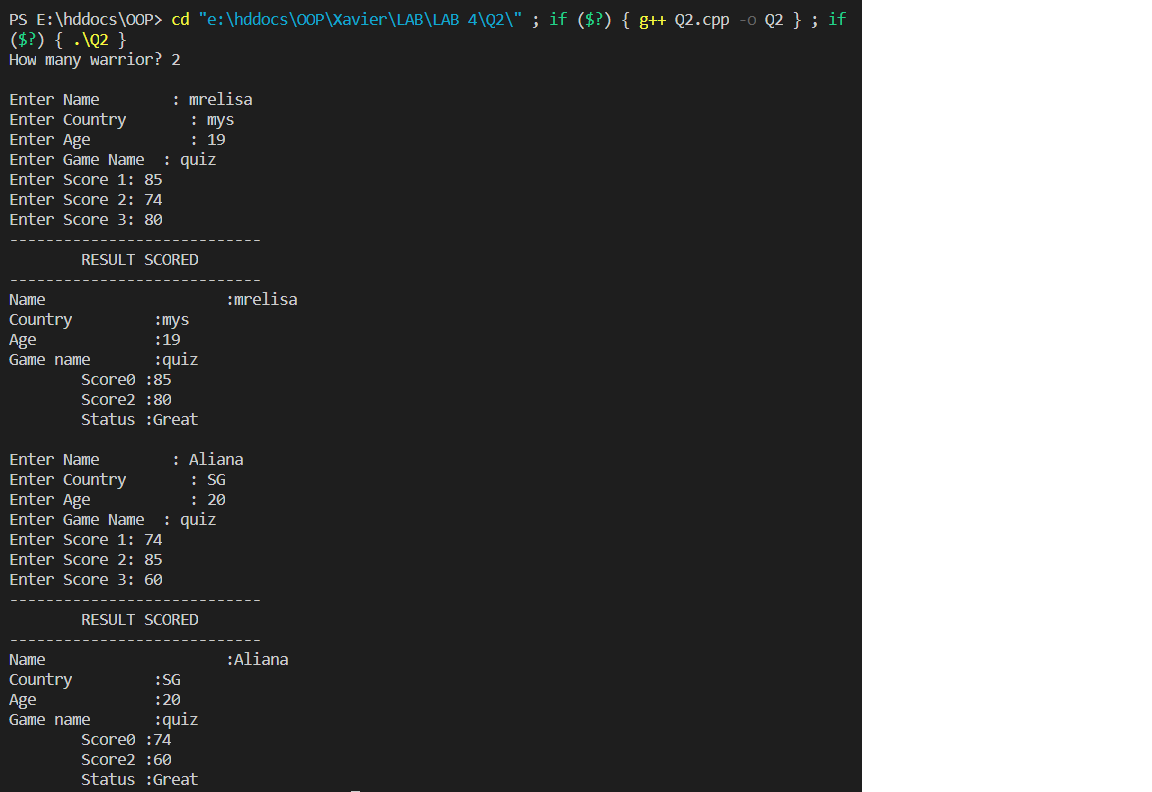 PS E:\hddocs\OOP> cd "e:\hddocs\OOP\Xavier\LAB\LAB 4\Q2\" ; if ($?) { g++ Q2.cpp -o Q2 } ; if
($?) { .\Q2 }
How many warrior? 2

Enter Name        : mrelisa
Enter Country       : mys
Enter Age           : 19
Enter Game Name  : quiz
Enter Score 1: 85
Enter Score 2: 74
Enter Score 3: 80
----------------------------
        RESULT SCORED
----------------------------
Name                    :mrelisa
Country         :mys
Age             :19
Game name       :quiz
        Score0 :85
        Score2 :80
        Status :Great

Enter Name        : Aliana
Enter Country       : SG
Enter Age           : 20
Enter Game Name  : quiz
Enter Score 1: 74
Enter Score 2: 85
Enter Score 3: 60
----------------------------
        RESULT SCORED
----------------------------
Name                    :Aliana
Country         :SG
Age             :20
Game name       :quiz
        Score0 :74
        Score2 :60
        Status :Great